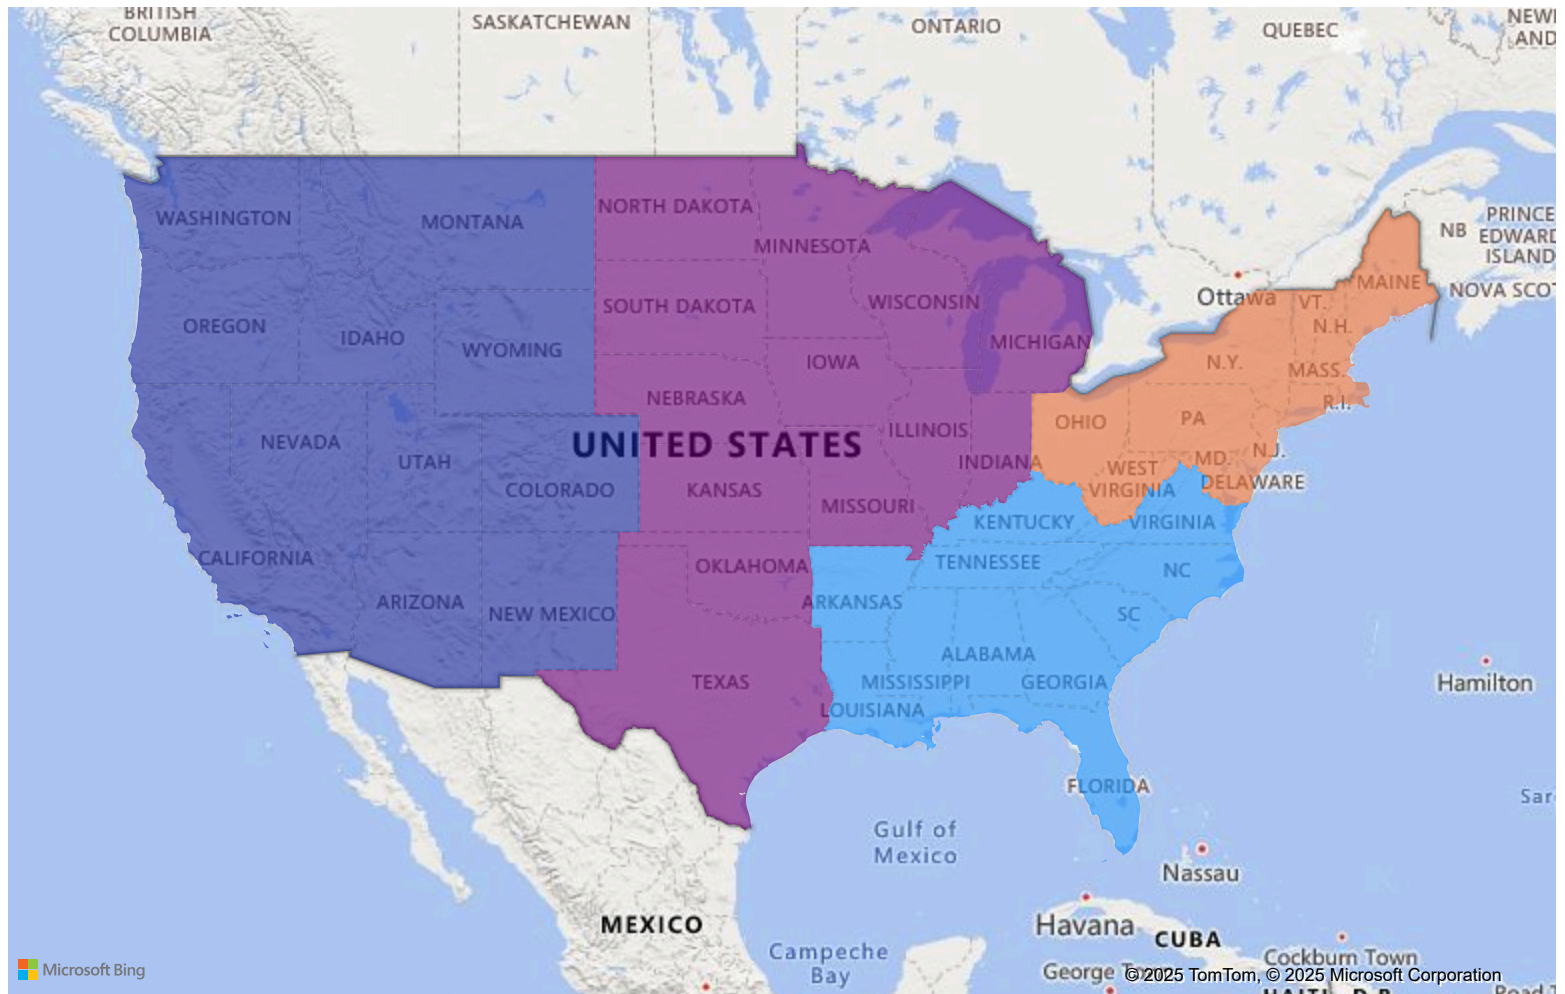 BRITISH
COLUMBIA
SASKATCHEWAN
ONTARIO
QUEBEC
AND
WASHINGTON
MONTANA
NORTH DAKOTA
MINNESOTA
NB
PRINCE
EDWARD
ISLAND
OREGON
IDAHO
WYOMING
SOUTH DAKOTA
WISCONSIN
MICHIGAN
Ottawa
VT.
MAINE
NOVA SCOT
N.H.
IOWA
N.Y.
MASS.
NEBRASKA
R.I.
NEVADA
UTAH
COLORADO
UNITED STATES
KANSAS
MISSOURI
ILLINOIS
INDIANA
OHIO
PA
N.J.
MD.
WEST
VIRGINIA
DELAWARE
KENTUCKY
VIRGINIA
CALIFORNIA
ARIZONA
NEW MEXICO
OKLAHOMA
ARKANSAS
TENNESSEE
NC
SC
TEXAS
ALABAMA
MISSISSIPPI
GEORGIA
LOUISIANA
Hamilton
FLORIDA
Gulf of
Mexico
Nassau
Sar
MEXICO
Havana
CUBA
Campeche
Bay
Cockburn Town
George To
Microsoft Bing
© 2025 TomTom, © 2025 Microsoft Corporation